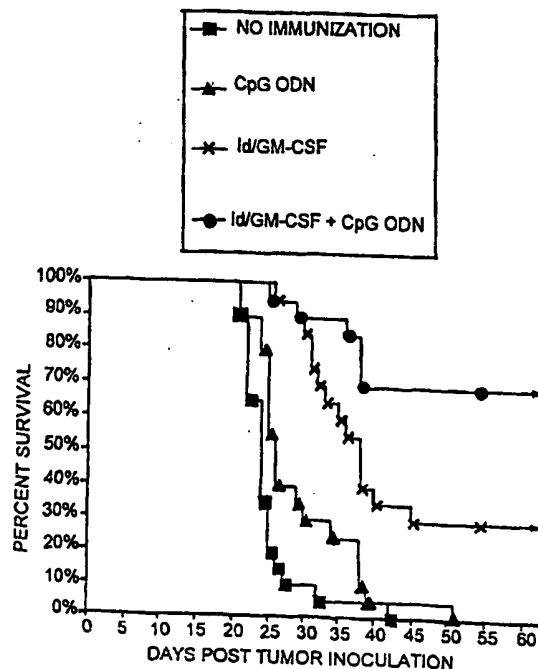 NO IMMUNIZATION
CpG ODN
Id/GM-CSF
Id/GM-CSF + CpG ODN
100%
90%
80%
70%
60%
50%
40%
30%
20%
10%
0%
PERCENT SURVIVAL
0 5 10 15 20 25 30 35 40 45 50 55 60
DAYS POST TUMOR INOCULATION